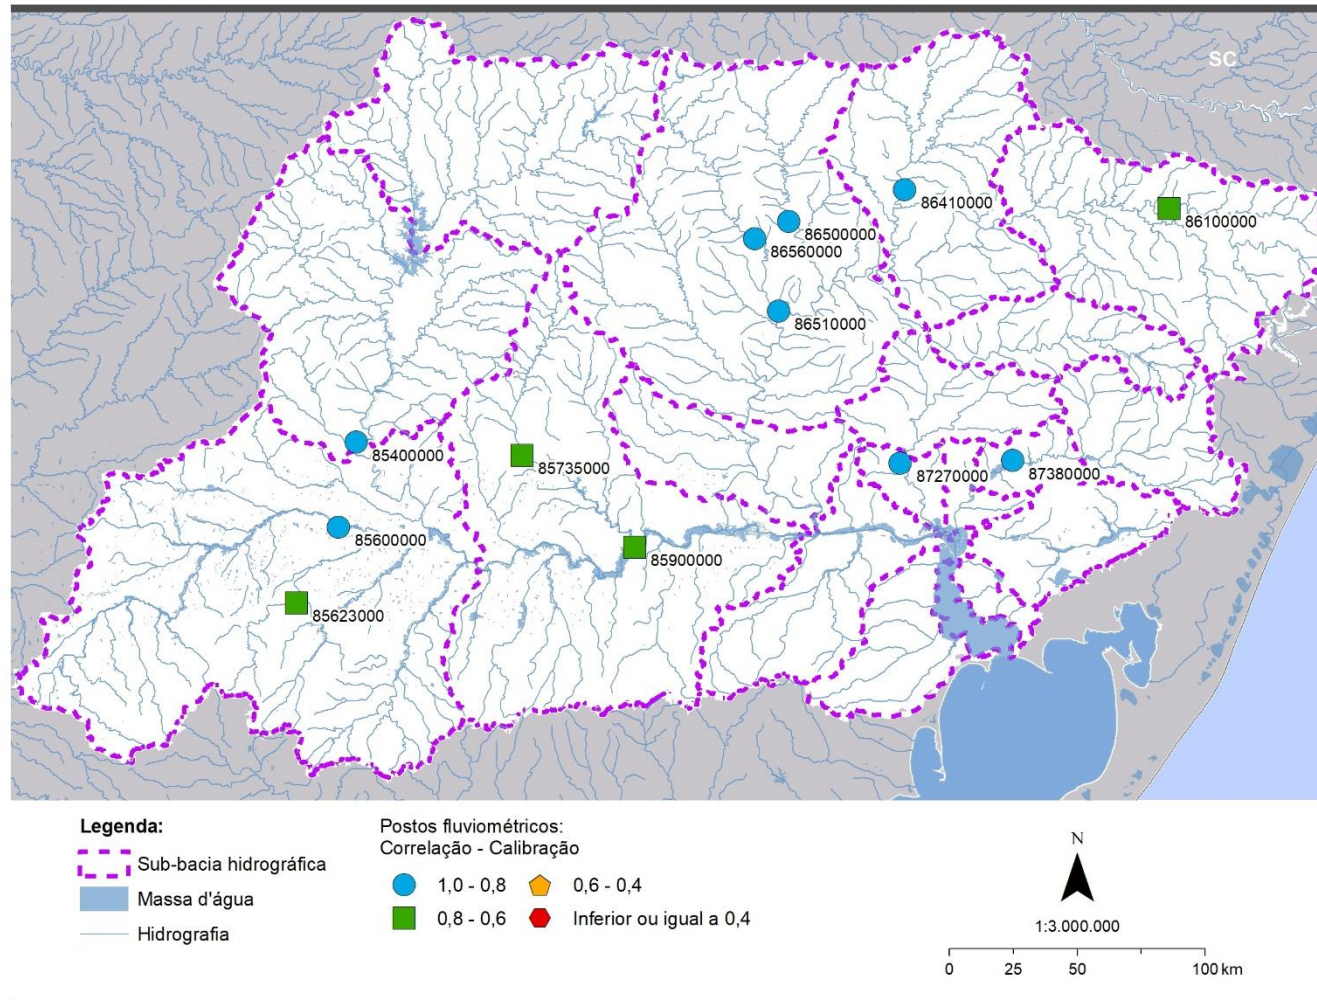 SC
86410000
86100000
86500000
86560000
86510000
85400000
85735000
87270000
87380000
85600000
85900000
85623000
Legenda:
Sub-bacia hidrográfica
Massa d'água
Hidrografia
Postos fluviométricos:
Correlação - Calibração
1,0 - 0,8
0,6 - 0,4
0,8 - 0,6
Inferior ou igual a 0,4
N
1:3.000.000
0 25 50 100 km